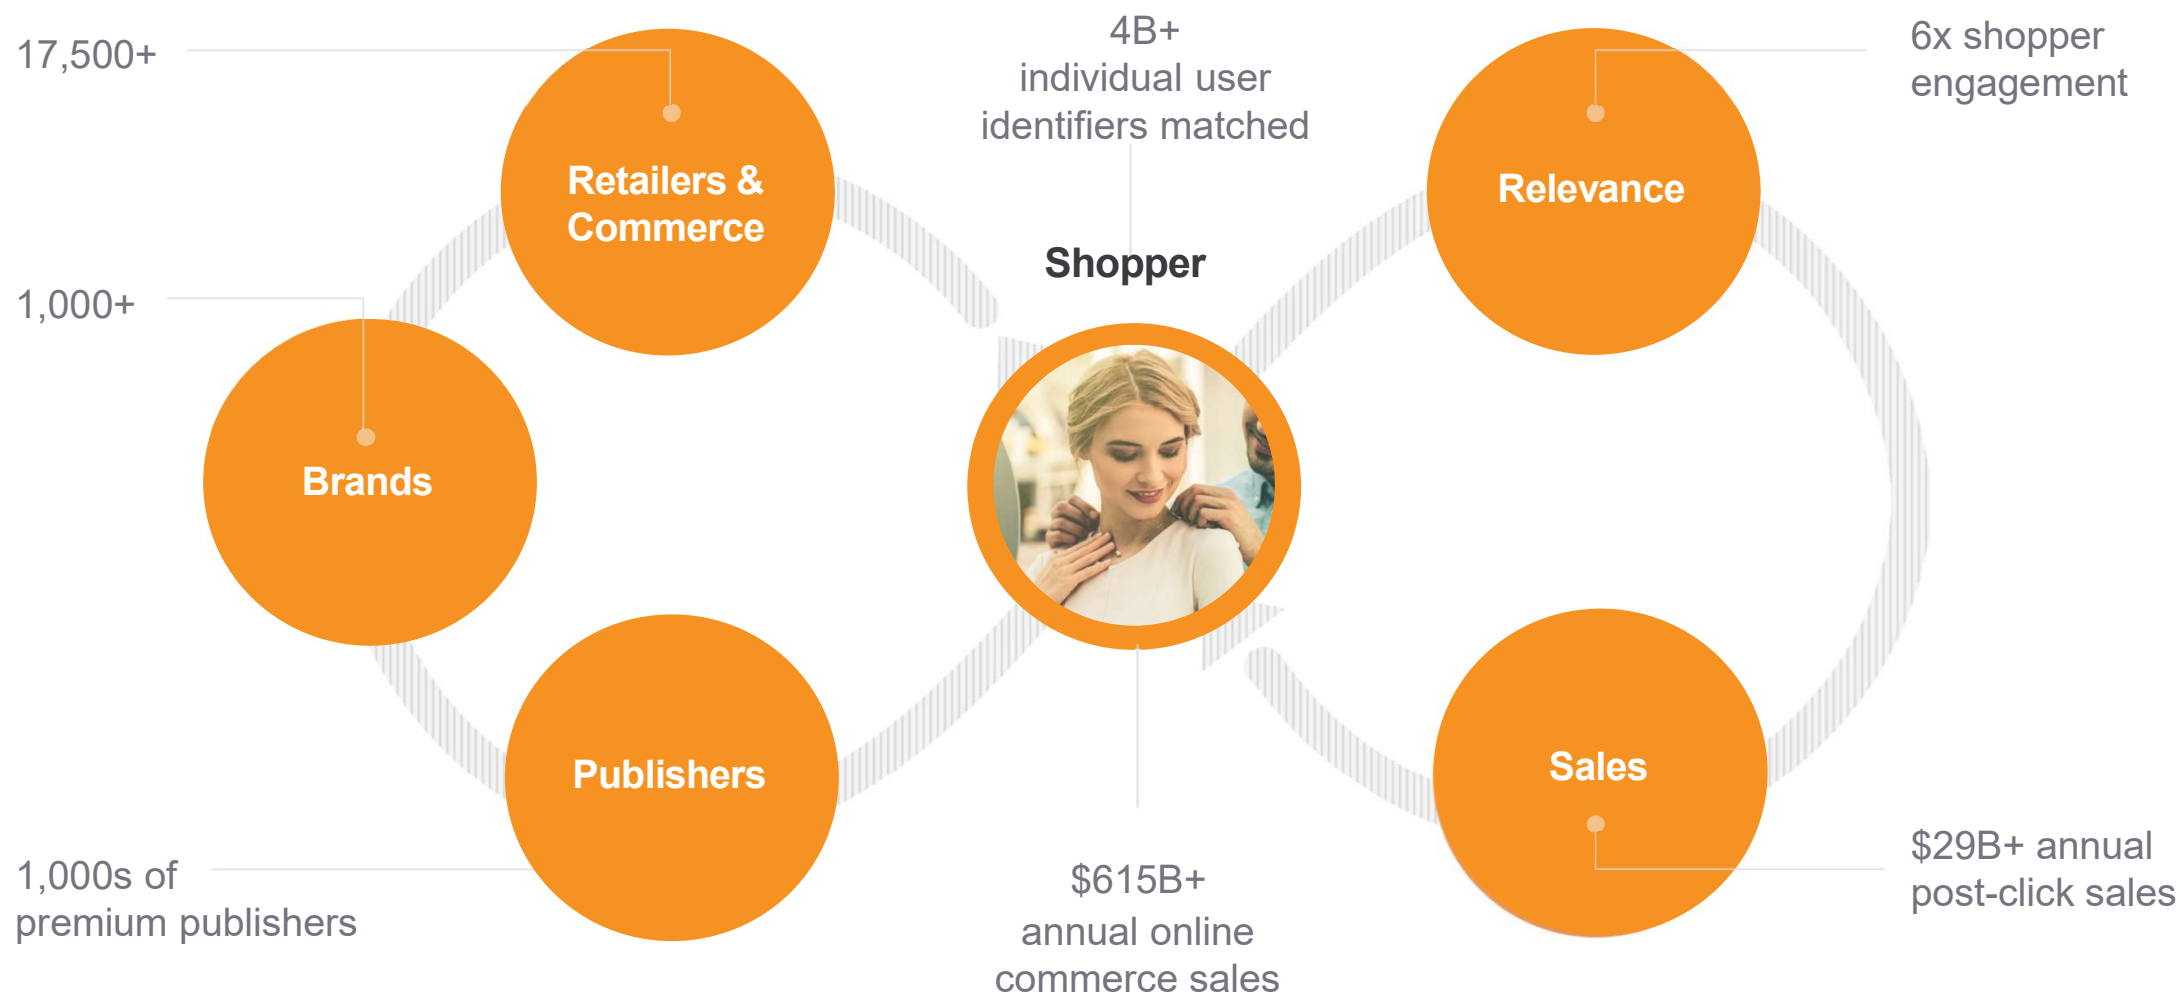 17,500+
4B+
individual user
identifiers matched
6x shopper
engagement
Retailers &
Commerce
Relevance
Shopper
1,000+
Brands
Publishers
Sales
1,000s of
premium publishers
$615B+
annual online
commerce sales
$29B+ annual
post-click sales